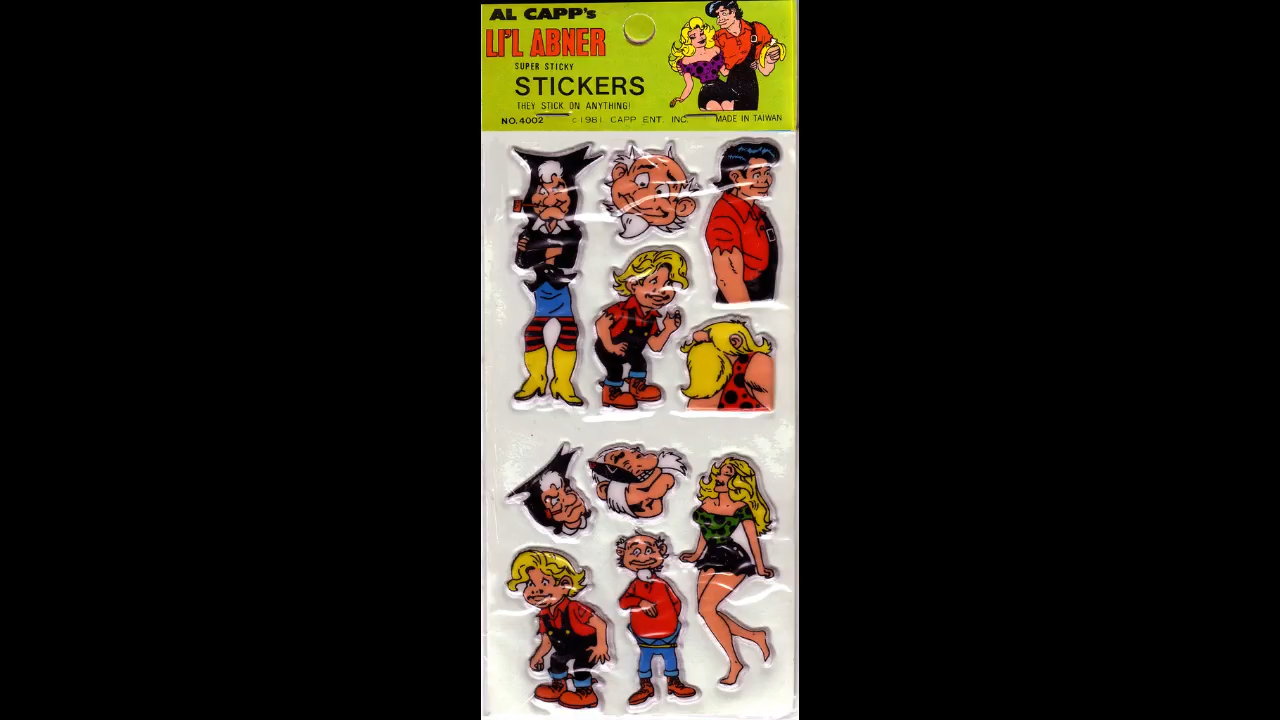 AL CAPP's
LI'L ABNER
SUPER STICKY
STICKERS
THEY STICK ON ANYTHING!
NO. 4002 © 1981 CAPP ENT. INC. MADE IN TAIWAN